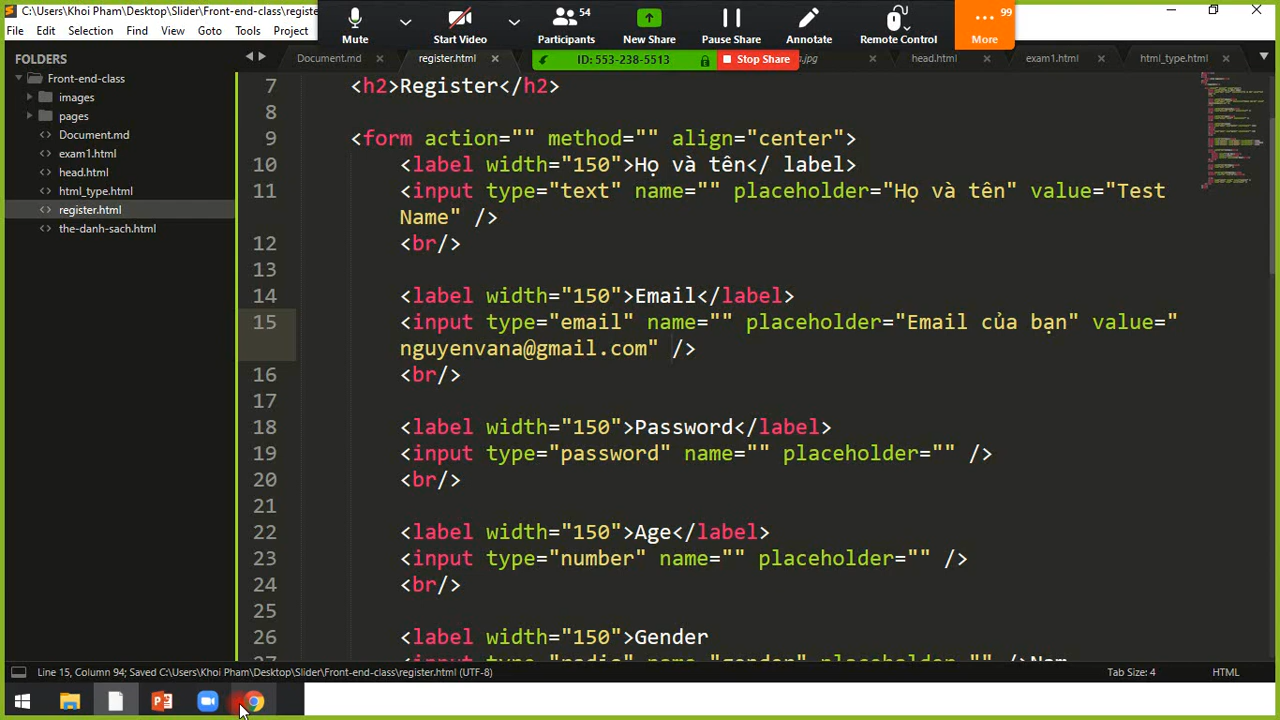 C:\Users\Khoi Pham\Desktop\Slider\Front-end-class\registe
File Edit Selection Find View Goto Tools Project
Mute
Start Video
54
Participants
New Share
Pause Share
Annotate
Remote Control
99
More
ID: 553-238-5513
Stop Share
FOLDERS
Front-end-class
images
pages
Document.md
exam1.html
head.html
html_type.html
register.html
the-danh-sach.html
Document.md
register.html
a.jpg
head.html
exam1.html
html_type.html
7 <h2>Register</h2>
8
9 <form action="" method="" align="center">
10 <label width="150">Họ và tên</ label>
11 <input type="text" name="" placeholder="Họ và tên" value="Test
Name" />
12 <br/>
13
14 <label width="150">Email</label>
15 <input type="email" name="" placeholder="Email của bạn" value="
nguyenvana@gmail.com" />
16 <br/>
17
18 <label width="150">Password</label>
19 <input type="password" name="" placeholder="" />
20 <br/>
21
22 <label width="150">Age</label>
23 <input type="number" name="" placeholder="" />
24 <br/>
25
26 <label width="150">Gender
27 <input type="radio" name="gender" placeholder="" />Nam
Line 15, Column 94; Saved C:\Users\Khoi Pham\Desktop\Slider\Front-end-class\register.html (UTF-8)
Tab Size: 4
HTML